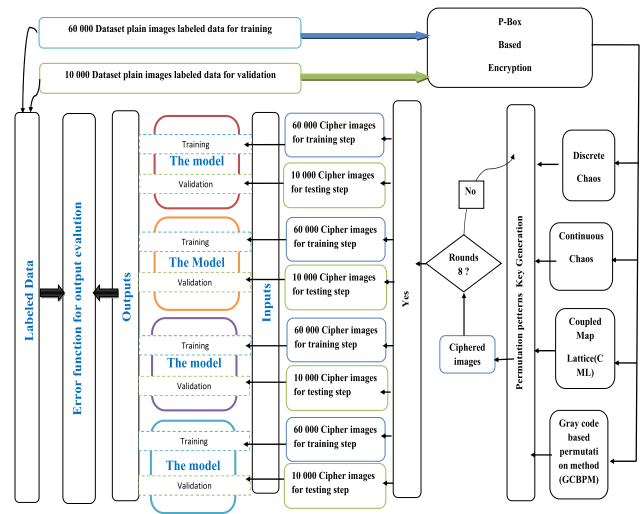 60 000 Dataset plain images labeled data for training
10 000 Dataset plain images labeled data for validation
P-Box
Based
Encryption
Labeled Data
Error function for output evalution
Outputs
Training
The model
Validation
Training
The Model
Validation
Training
The model
Validation
Training
The model
Validation
Inputs
60 000 Cipher images
for training step
10 000 Cipher images
for testing step
60 000 Cipher images
for training step
10 000 Cipher images
for testing step
60 000 Cipher images
for training step
10 000 Cipher images
for testing step
60 000 Cipher images
for training step
10 000 Cipher images
for testing step
Yes
No
Rounds
8 ?
Ciphered
images
Permutation petterns Key Generation
Discrete
Chaos
Continuous
Chaos
Coupled
Map
Lattice(C
ML)
Gray code
based
permutati
on method
(GCBPM)